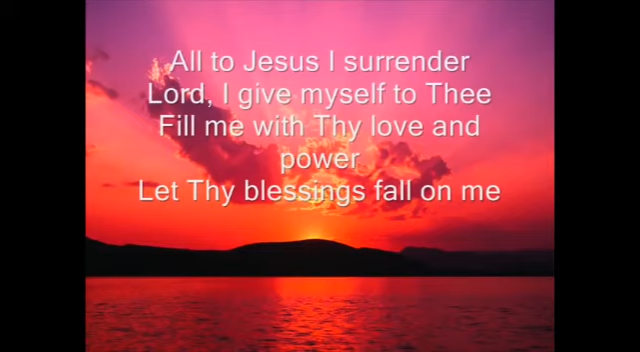 All to Jesus I surrender
Lord, I give myself to Thee
Fill me with Thy love and
power
Let Thy blessings fall on me